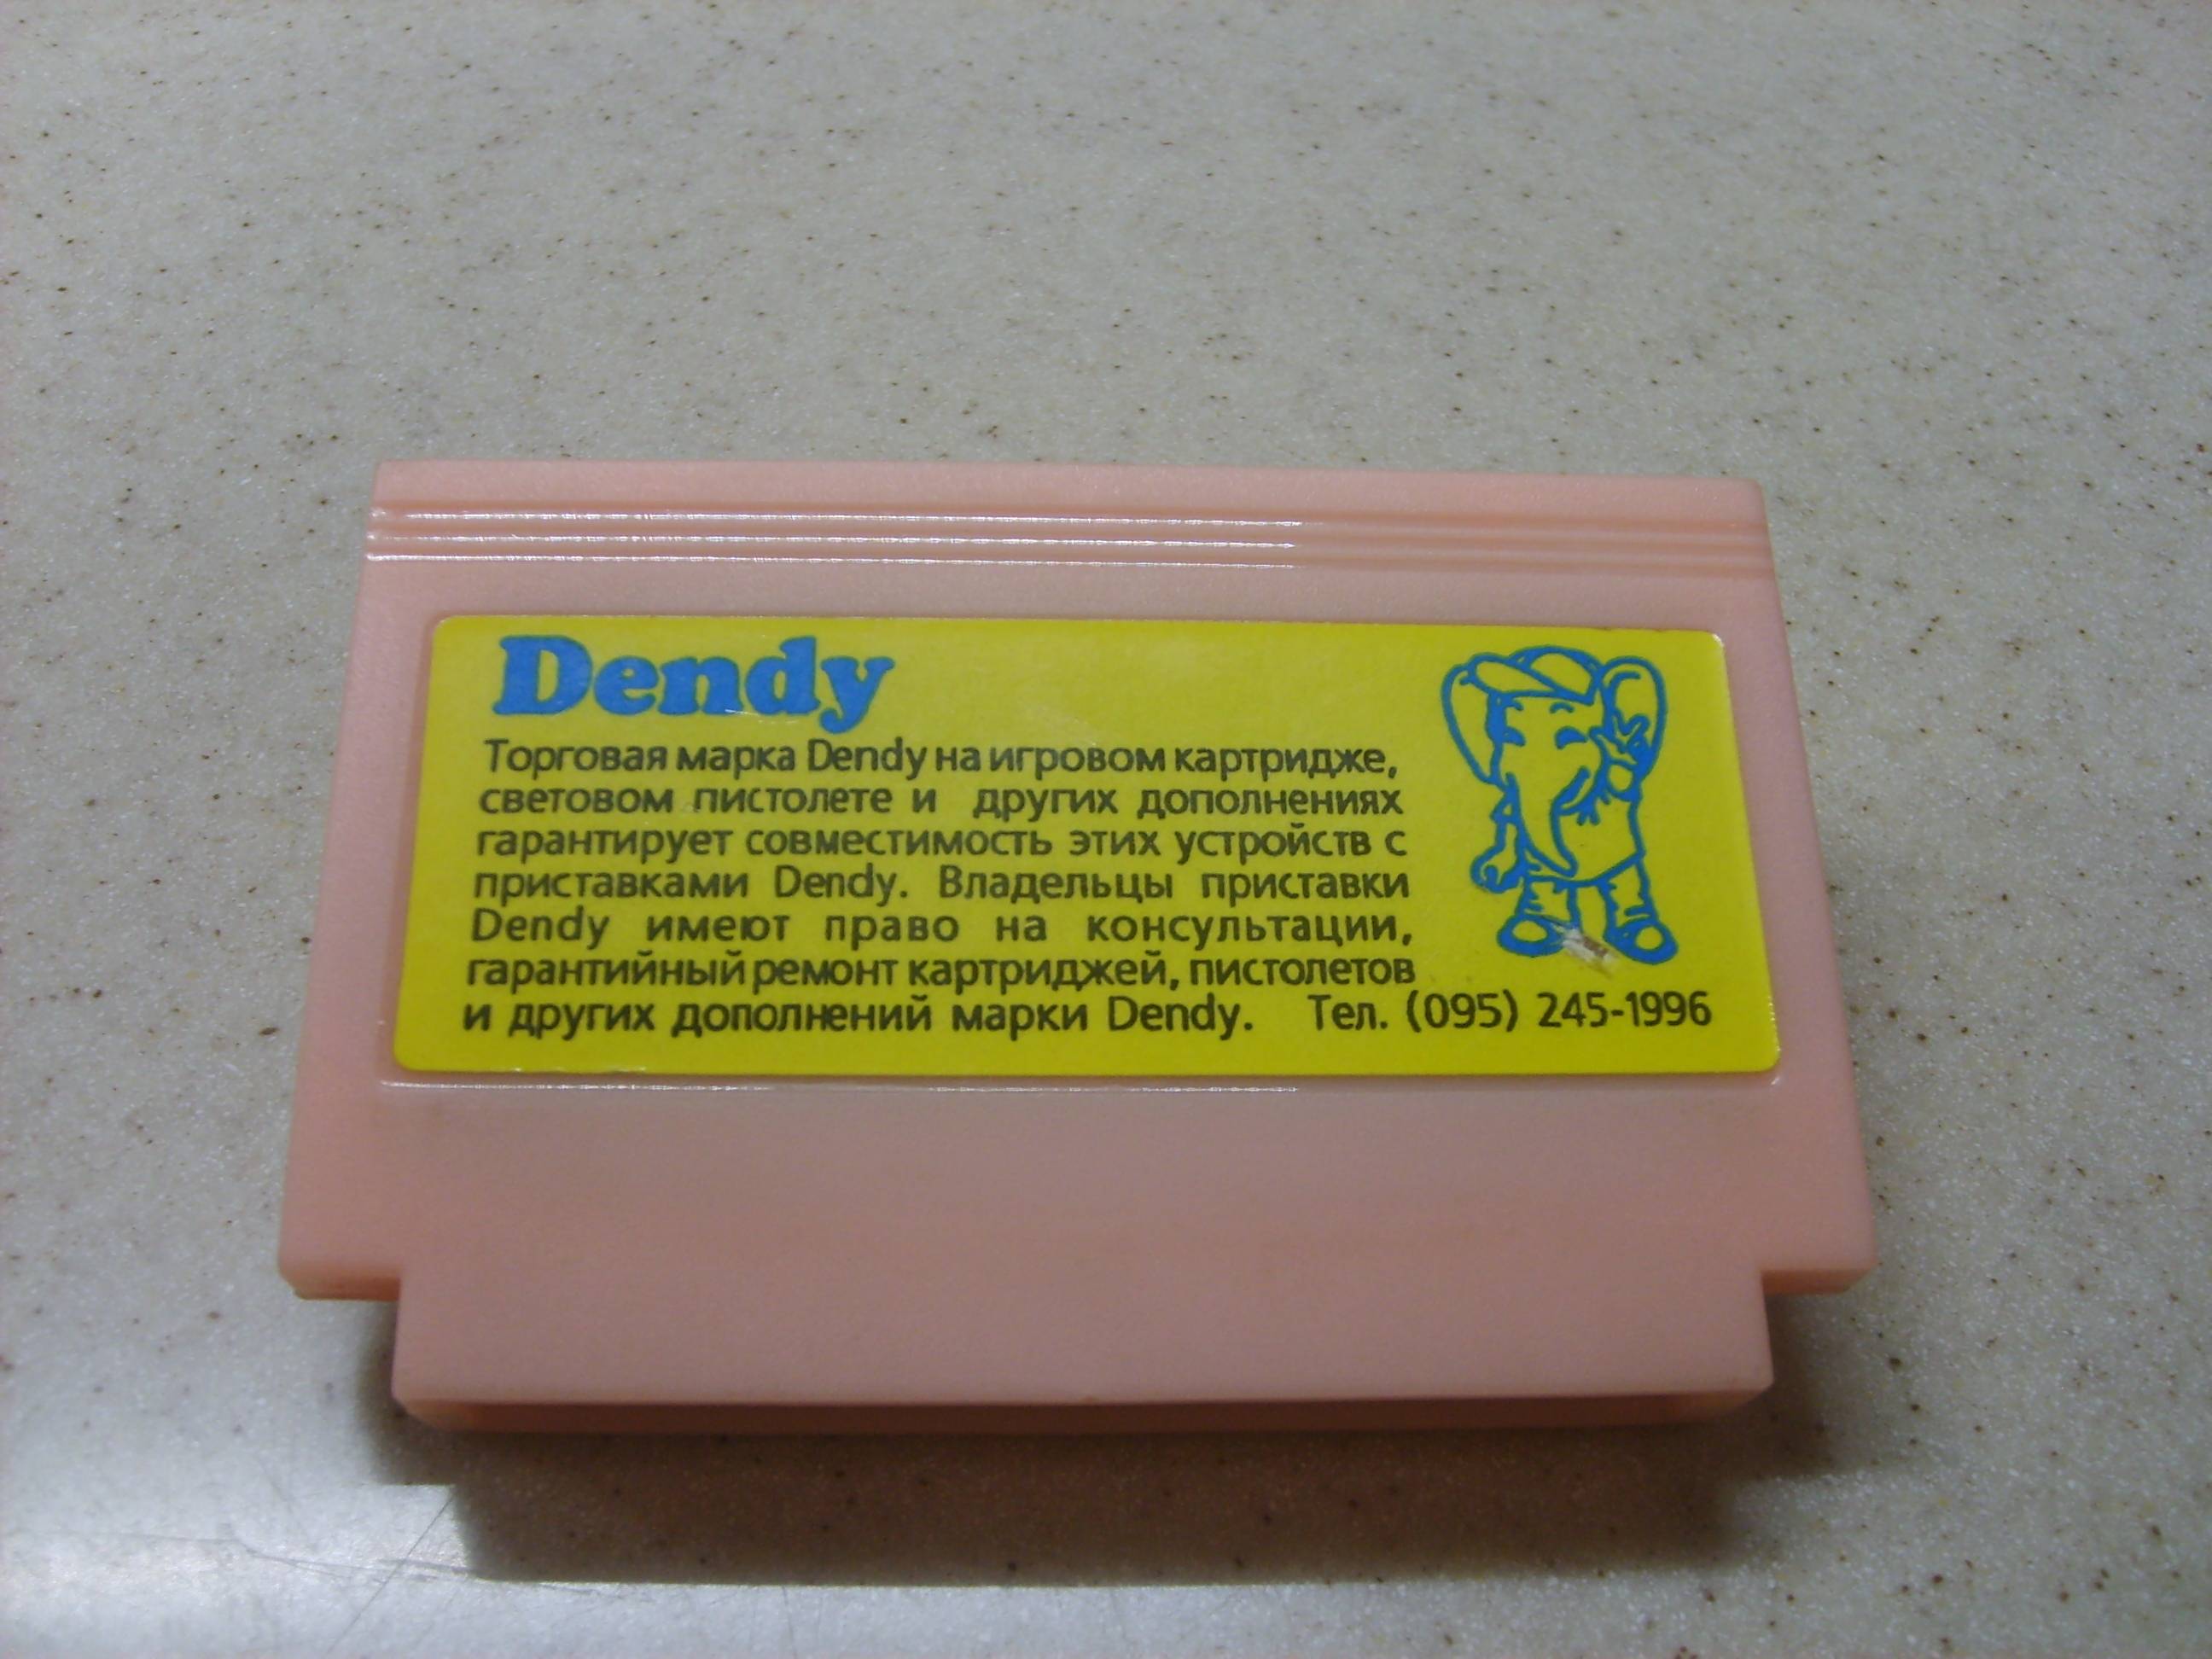 Dendy
Торговая марка Dendy на игровом картридже,
световом пистолете и других дополнениях
гарантирует совместимость этих устройств с
приставками Dendy. Владельцы приставки
Dendy имеют право на консультации,
гарантийный ремонт картриджей, пистолетов
и других дополнений марки Dendy. Тел. (095) 245-1996